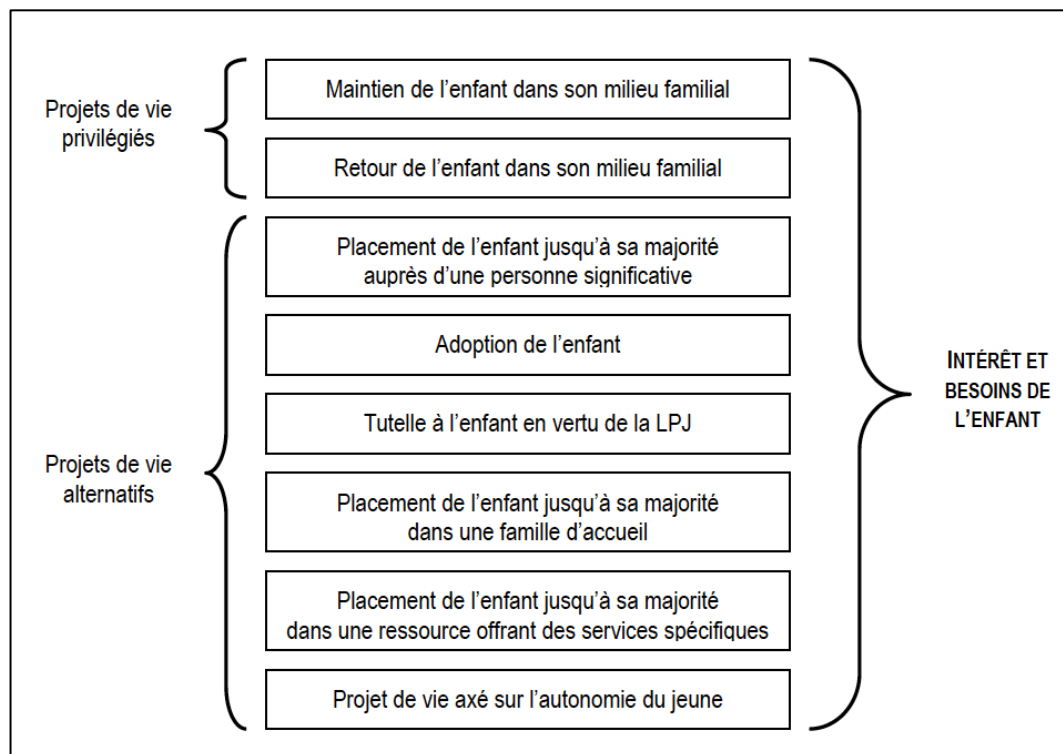 Projets de vie
privilégiés
Maintien de l’enfant dans son milieu familial
Retour de l’enfant dans son milieu familial
Projets de vie
alternatifs
Placement de l’enfant jusqu’à sa majorité
auprès d’une personne significative
Adoption de l’enfant
Tutelle à l’enfant en vertu de la LPJ
Placement de l’enfant jusqu’à sa majorité
dans une famille d’accueil
Placement de l’enfant jusqu’à sa majorité
dans une ressource offrant des services spécifiques
Projet de vie axé sur l’autonomie du jeune
INTÉRÊT ET
BESOINS DE
L’ENFANT